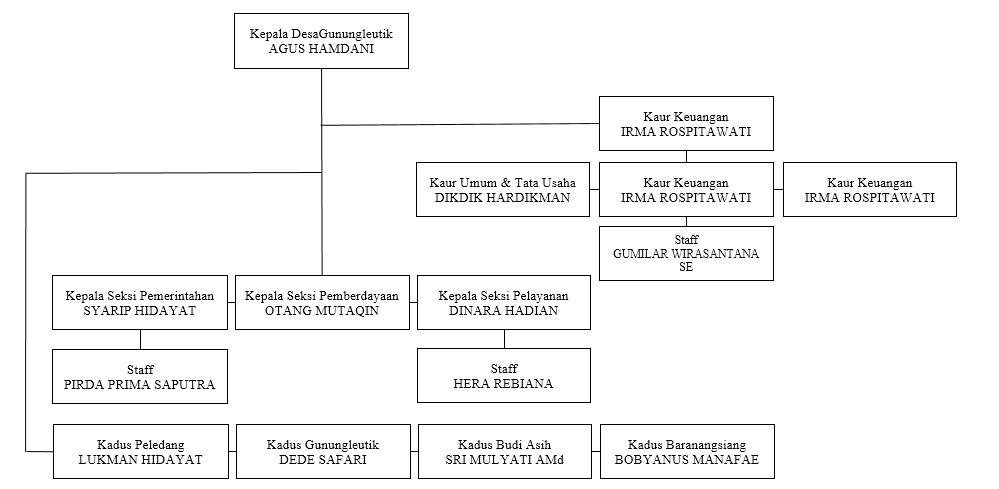 Kepala DesaGunungleutik
AGUS HAMDANI
Kaur Keuangan
IRMA ROSPITAWATI
Kaur Umum & Tata Usaha
DIKDIK HARDIKMAN
Kaur Keuangan
IRMA ROSPITAWATI
Kaur Keuangan
IRMA ROSPITAWATI
Staff
GUMILAR WIRASANTANA
SE
Kepala Seksi Pemerintahan
SYARIP HIDAYAT
Kepala Seksi Pemberdayaan
OTANG MUTAQIN
Kepala Seksi Pelayanan
DINARA HADIAN
Staff
PIRDA PRIMA SAPUTRA
Staff
HERA REBIANA
Kadus Peledang
LUKMAN HIDAYAT
Kadus Gunungleutik
DEDE SAFARI
Kadus Budi Asih
SRI MULYATI AMd
Kadus Baranangsiang
BOBYANUS MANAFAE